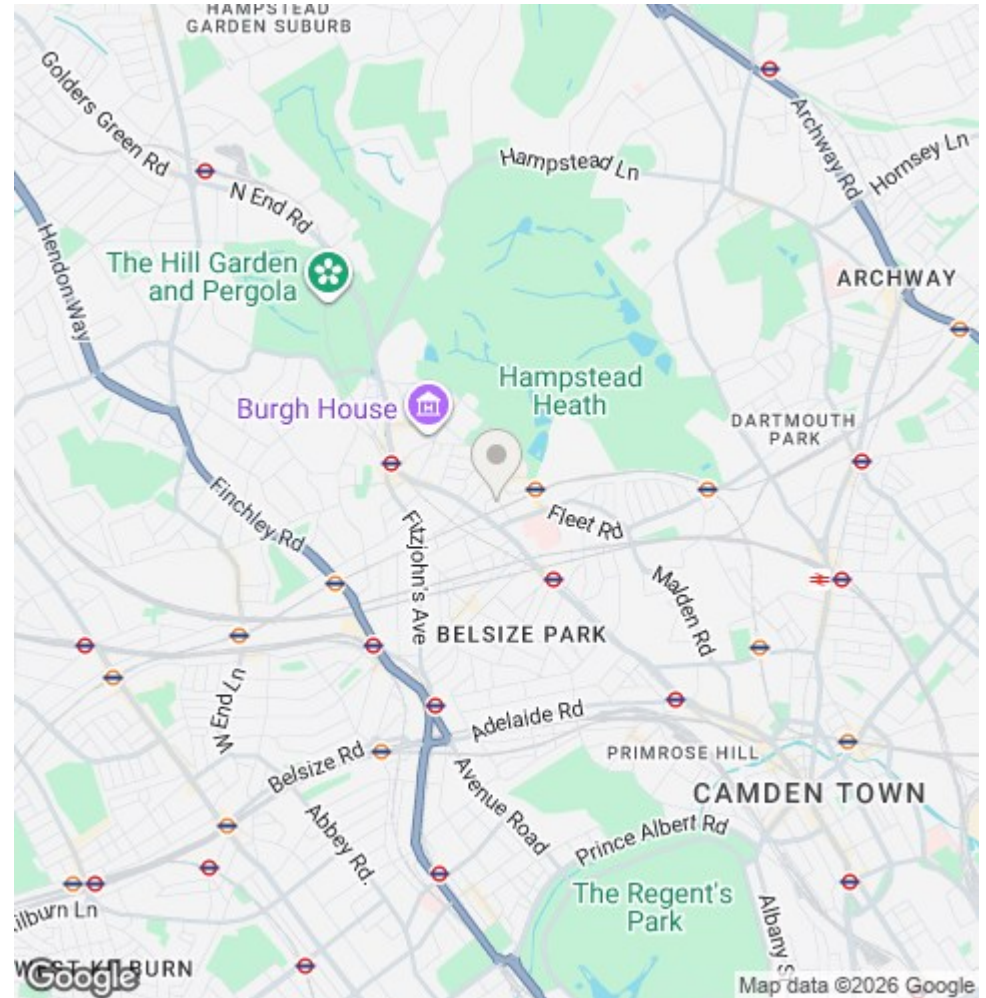 HAMPSTEAD
GARDEN SUBURB
Golders Green Rd
Archway Rd
Hornsey Ln
Hampstead Ln
N End Rd
Hendon Way
The Hill Garden
and Pergola
ARCHWAY
Hampstead
Heath
Burgh House
DARTMOUTH
PARK
Finchley Rd
Fitzjohn's Ave
Fleet Rd
Malden Rd
BELSIZE PARK
W End Ln
Adelaide Rd
Belsize Rd
PRIMROSE HILL
Avenue Road
CAMDEN TOWN
Abbey Rd.
Prince Albert Rd
The Regent's
Park
Albany S
ilburn Ln
WEST KILBURN
Google
Map data ©2026 Google